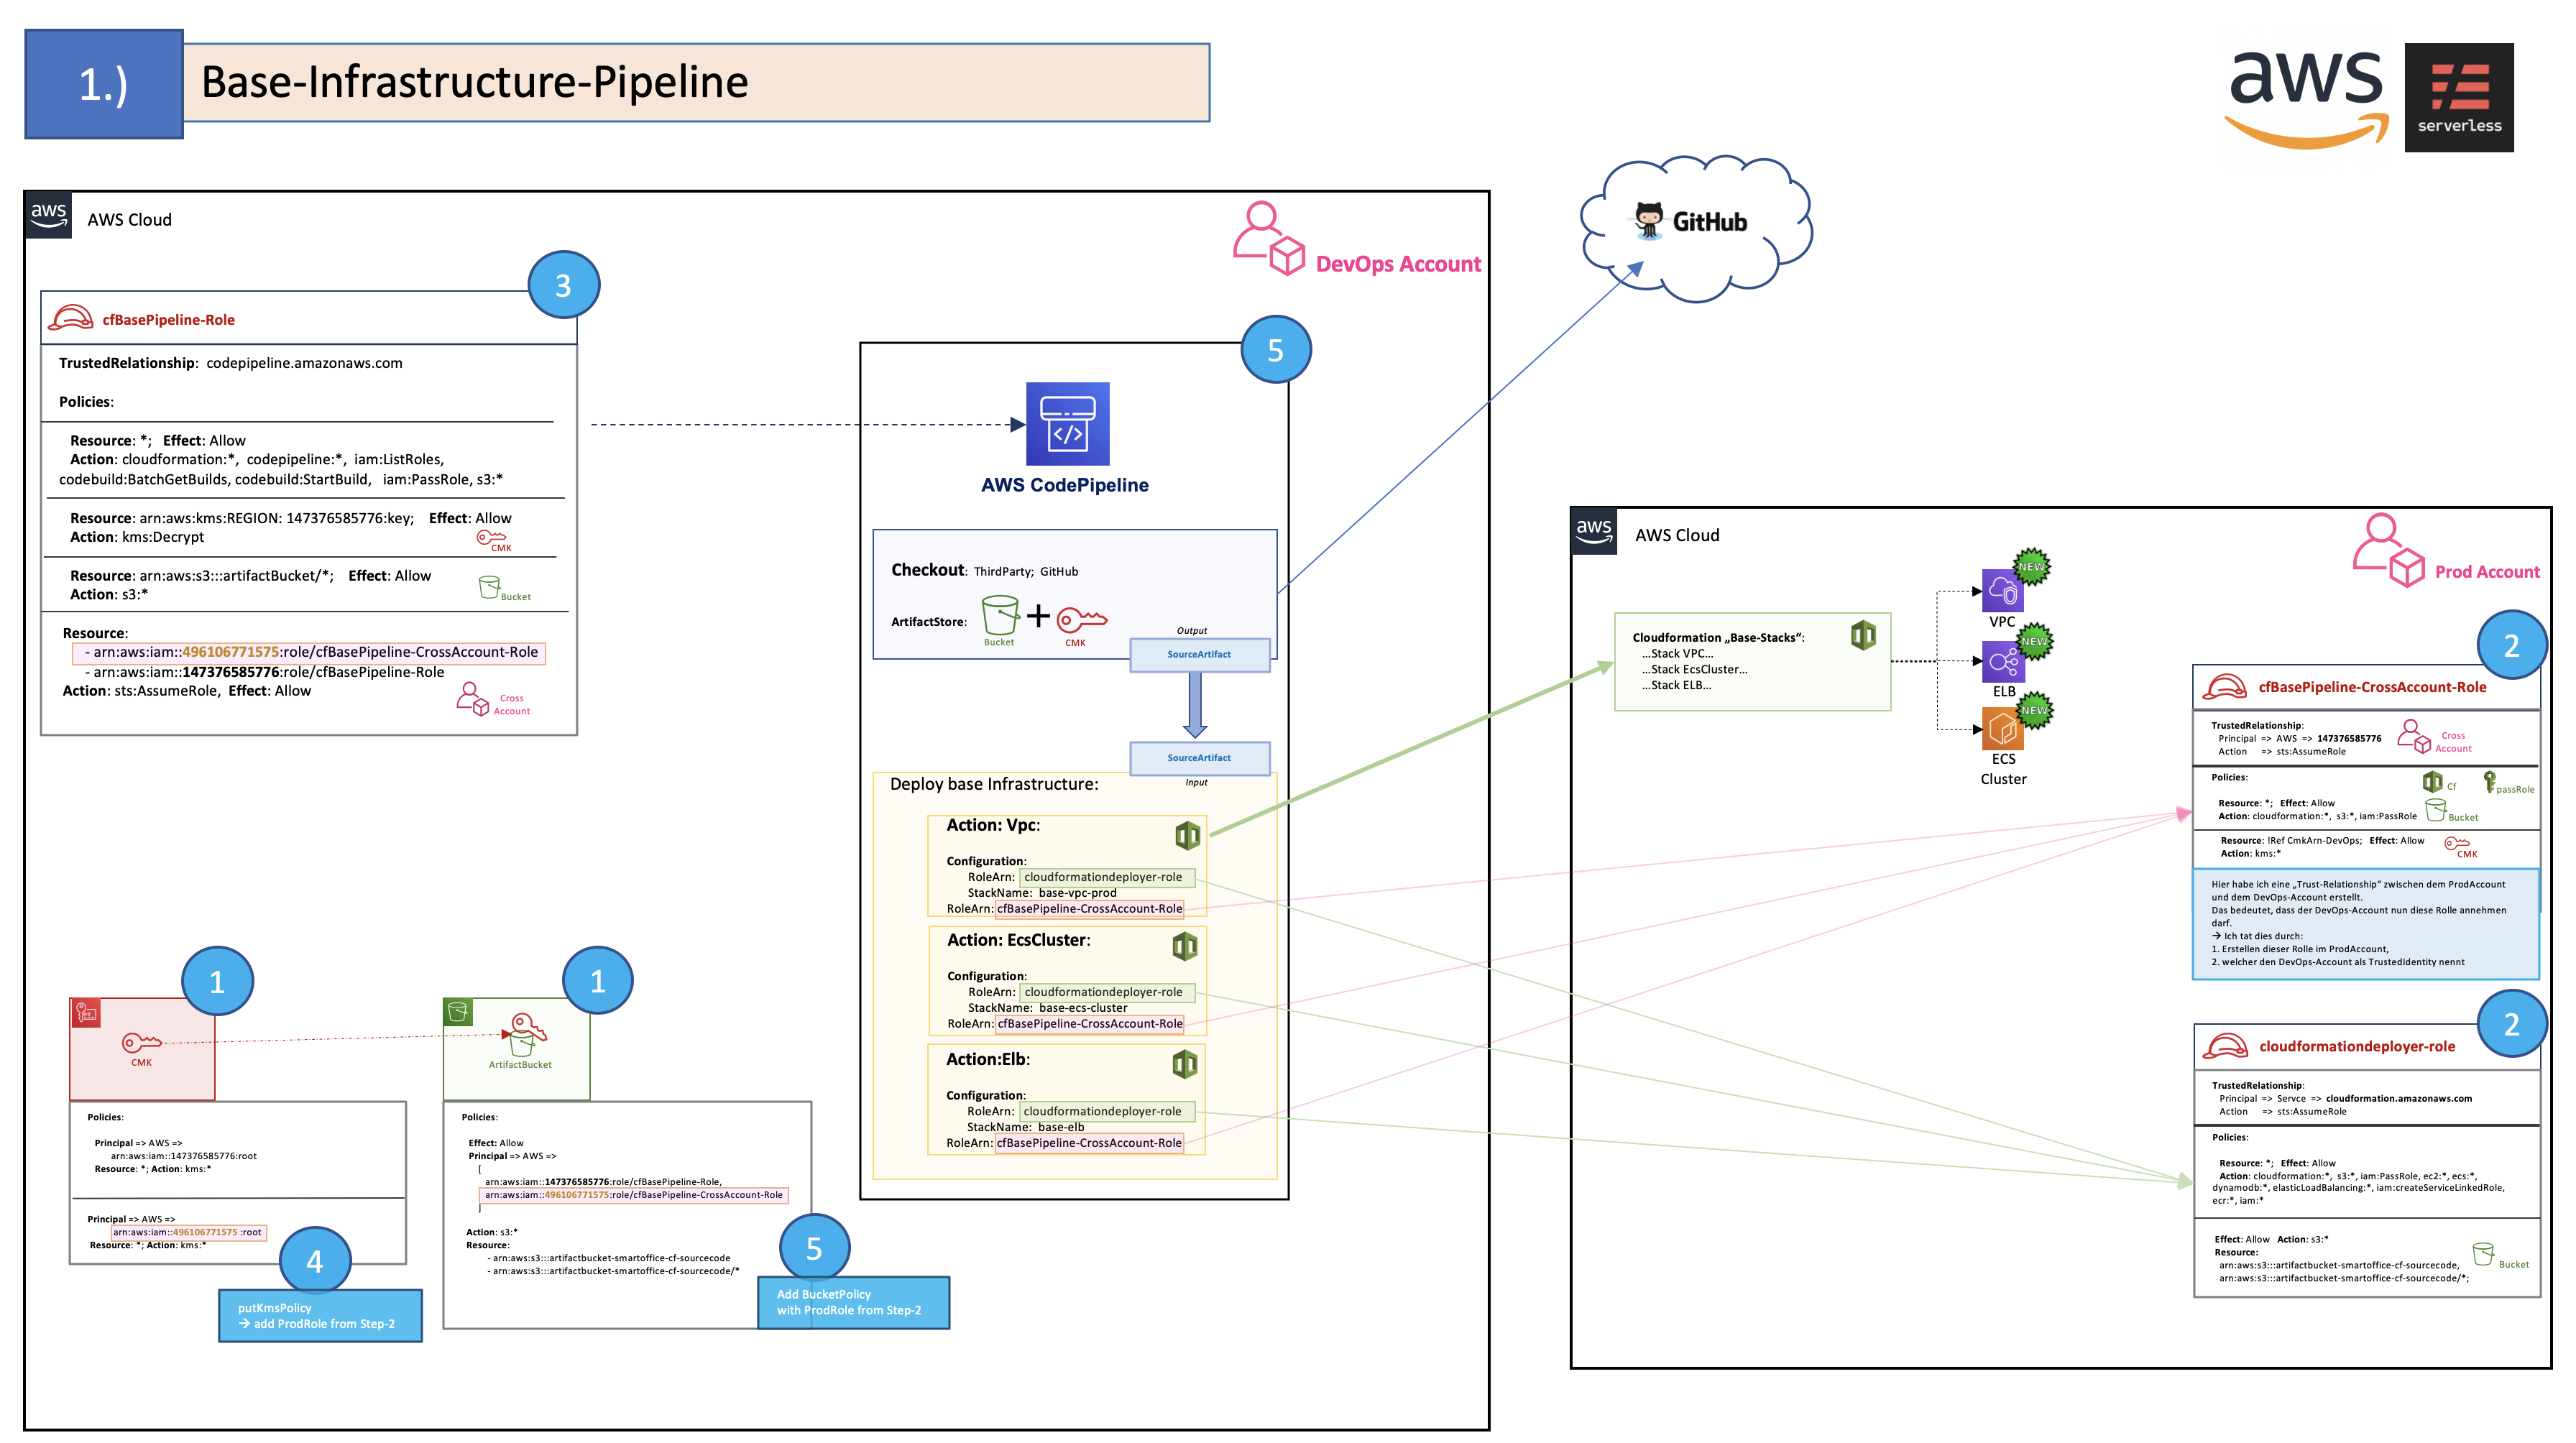 1.)
Base-Infrastructure-Pipeline
aws
serverless
aws
AWS Cloud
DevOps Account
GitHub
3
cfBasePipeline-Role
TrustedRelationship: codepipeline.amazonaws.com
Policies:
Resource: *; Effect: Allow
Action: cloudformation:*, codepipeline:*, iam:ListRoles,
codebuild:BatchGetBuilds, codebuild:StartBuild, iam:PassRole, s3:*
Resource: arn:aws:kms:REGION: 147376585776:key; Effect: Allow
Action: kms:Decrypt
CMK
Resource: arn:aws:s3:::artifactBucket/*; Effect: Allow
Action: s3:*
Bucket
Resource:
- arn:aws:iam::496106771575:role/cfBasePipeline-CrossAccount-Role
- arn:aws:iam::147376585776:role/cfBasePipeline-Role
Action: sts:AssumeRole, Effect: Allow
Cross
Account
5
AWS CodePipeline
Checkout: ThirdParty; GitHub
ArtifactStore:
Bucket
+
CMK
Output
SourceArtifact
SourceArtifact
Input
Deploy base Infrastructure:
Action: Vpc:
Configuration:
RoleArn: cloudformationdeployer-role
StackName: base-vpc-prod
RoleArn: cfBasePipeline-CrossAccount-Role
Action: EcsCluster:
Configuration:
RoleArn: cloudformationdeployer-role
StackName: base-ecs-cluster
RoleArn: cfBasePipeline-CrossAccount-Role
Action:Elb:
Configuration:
RoleArn: cloudformationdeployer-role
StackName: base-elb
RoleArn: cfBasePipeline-CrossAccount-Role
1
CMK
Policies:
Principal => AWS =>
arn:aws:iam::147376585776:root
Resource: *; Action: kms:*
Principal => AWS =>
arn:aws:iam::496106771575 :root
Resource: *; Action: kms:*
4
putKmsPolicy
→ add ProdRole from Step-2
1
ArtifactBucket
Policies:
Effect: Allow
Principal => AWS =>
[
arn:aws:iam::147376585776:role/cfBasePipeline-Role,
arn:aws:iam::496106771575:role/cfBasePipeline-CrossAccount-Role
]
Action: s3:*
Resource:
- arn:aws:s3:::artifactbucket-smartoffice-cf-sourcecode
- arn:aws:s3:::artifactbucket-smartoffice-cf-sourcecode/*
5
Add BucketPolicy
with ProdRole from Step-2
aws
AWS Cloud
Prod Account
Cloudformation „Base-Stacks“:
...Stack VPC...
...Stack EcsCluster...
...Stack ELB...
NEW
VPC
NEW
ELB
NEW
ECS
Cluster
2
cfBasePipeline-CrossAccount-Role
TrustedRelationship:
Principal => AWS => 147376585776
Action => sts:AssumeRole
Cross
Account
Policies:
Cf
passRole
Resource: *; Effect: Allow
Action: cloudformation:*, s3:*, iam:PassRole
Bucket
Resource: !Ref CmkArn-DevOps; Effect: Allow
Action: kms:*
CMK
Hier habe ich eine „Trust-Relationship“ zwischen dem ProdAccount
und dem DevOps-Account erstellt.
Das bedeutet, dass der DevOps-Account nun diese Rolle annehmen
darf.
→ Ich tat dies durch:
1. Erstellen dieser Rolle im ProdAccount,
2. welcher den DevOps-Account als TrustedIdentity nennt
2
cloudformationdeployer-role
TrustedRelationship:
Principal => Servce => cloudformation.amazonaws.com
Action => sts:AssumeRole
Policies:
Resource: *; Effect: Allow
Action: cloudformation:*, s3:*, iam:PassRole, ec2:*, ecs:*,
dynamodb:*, elasticLoadBalancing:*, iam:createServiceLinkedRole,
ecr:*, iam:*
Effect: Allow Action: s3:*
Resource:
arn:aws:s3:::artifactbucket-smartoffice-cf-sourcecode,
arn:aws:s3:::artifactbucket-smartoffice-cf-sourcecode/*;
Bucket